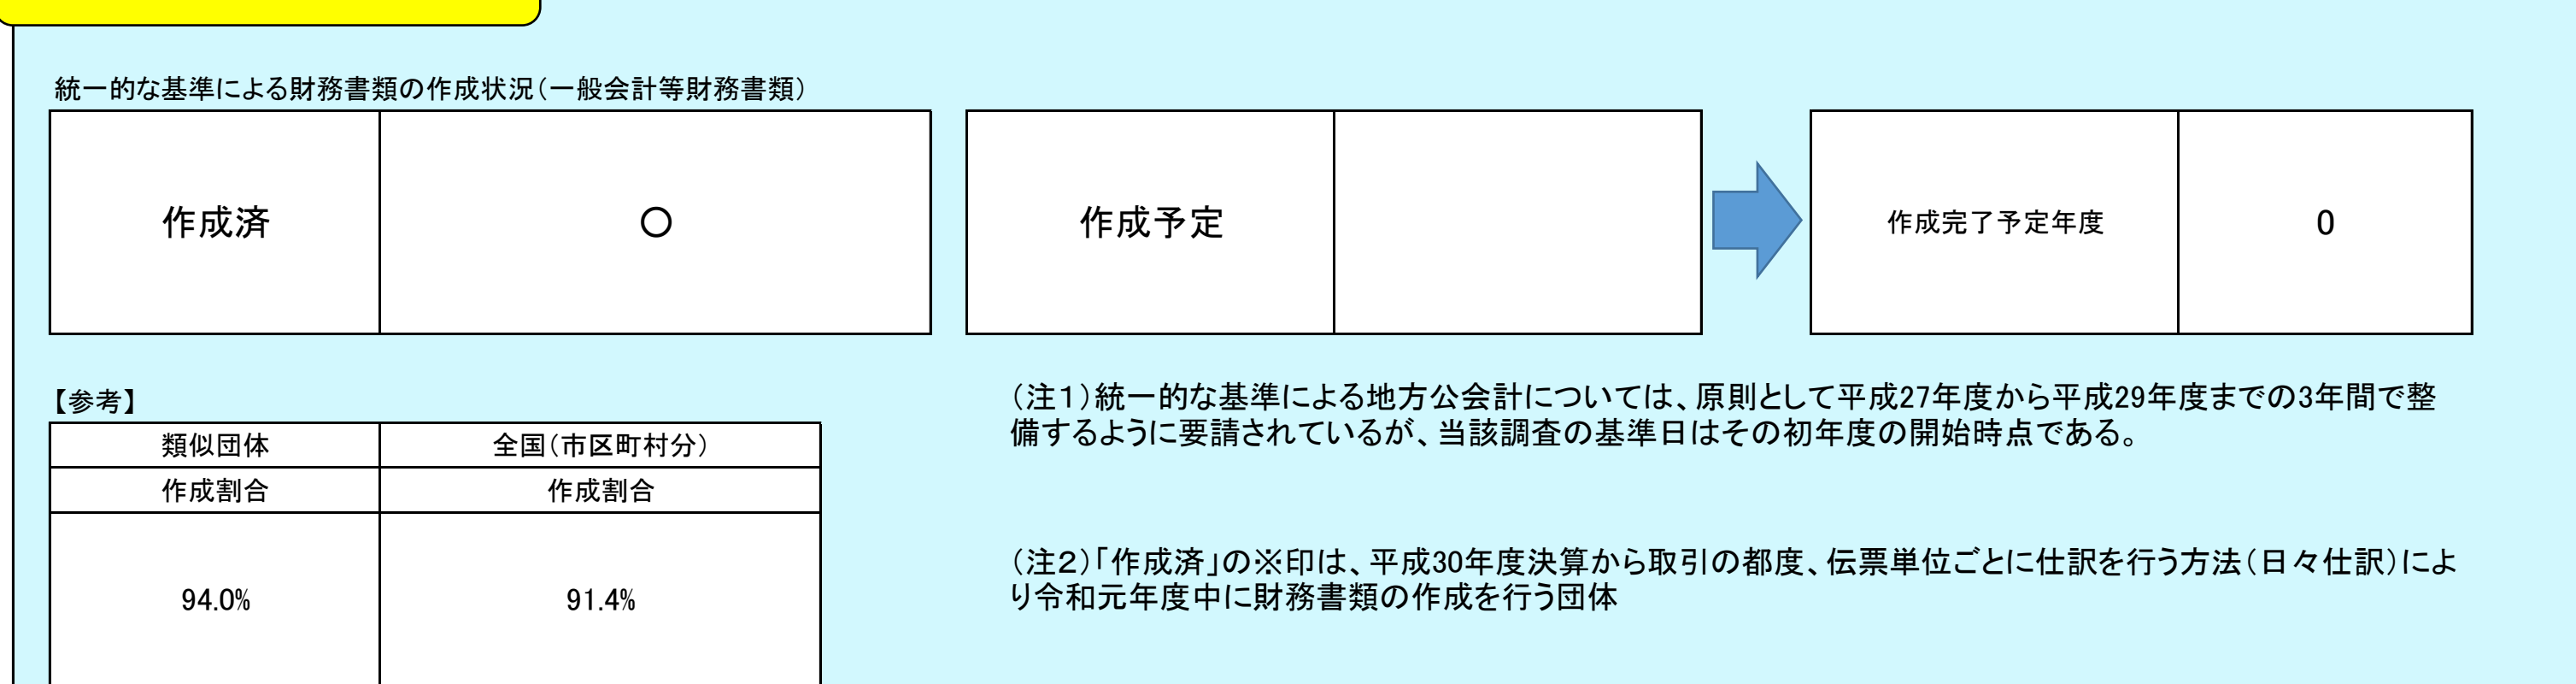 統一的な基準による財務書類の作成状況（一般会計等財務書類）
作成済
〇
作成予定
作成完了予定年度
0
【参考】
類似団体
全国（市区町村分）
作成割合
作成割合
94.0%
91.4%
（注１）統一的な基準による地方公会計については、原則として平成27年度から平成29年度までの3年間で整
備するように要請されているが、当該調査の基準日はその初年度の開始時点である。
（注２）「作成済」の※印は、平成30年度決算から取引の都度、伝票単位ごとに仕訳を行う方法（日々仕訳）によ
り令和元年度中に財務書類の作成を行う団体